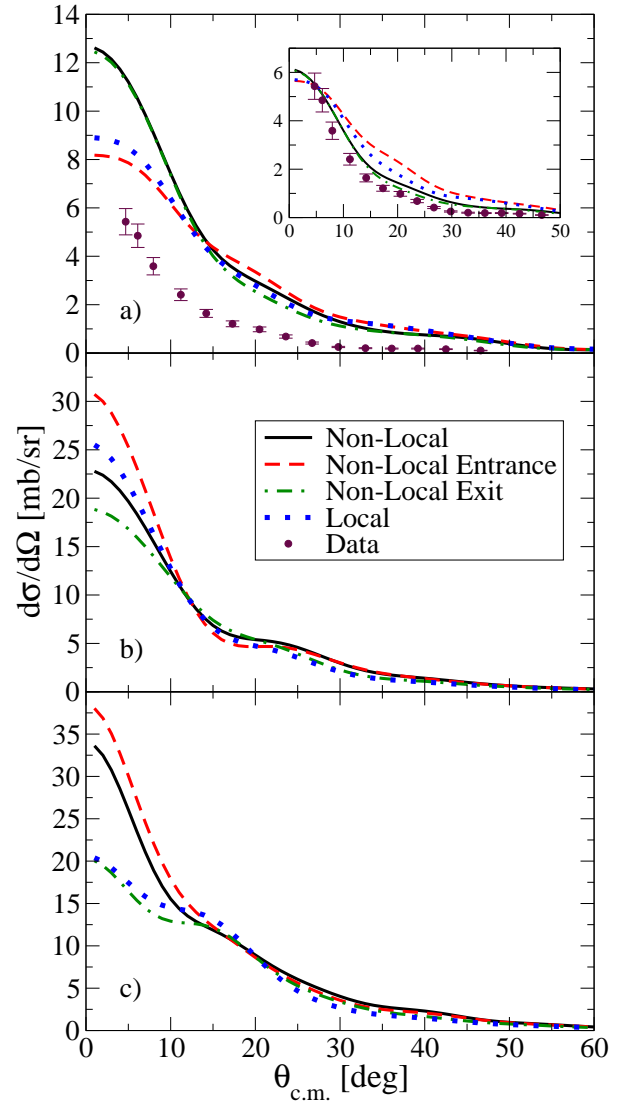 14
12
10
8
6
4
2
0
a)
6
4
2
0
0 10 20 30 40 50
30
25
20
15
10
5
0
b)
Non-Local
Non-Local Entrance
Non-Local Exit
Local
Data
dσ/dΩ [mb/sr]
35
30
25
20
15
10
5
0
c)
0 10 20 30 40 50 60
θc.m. [deg]